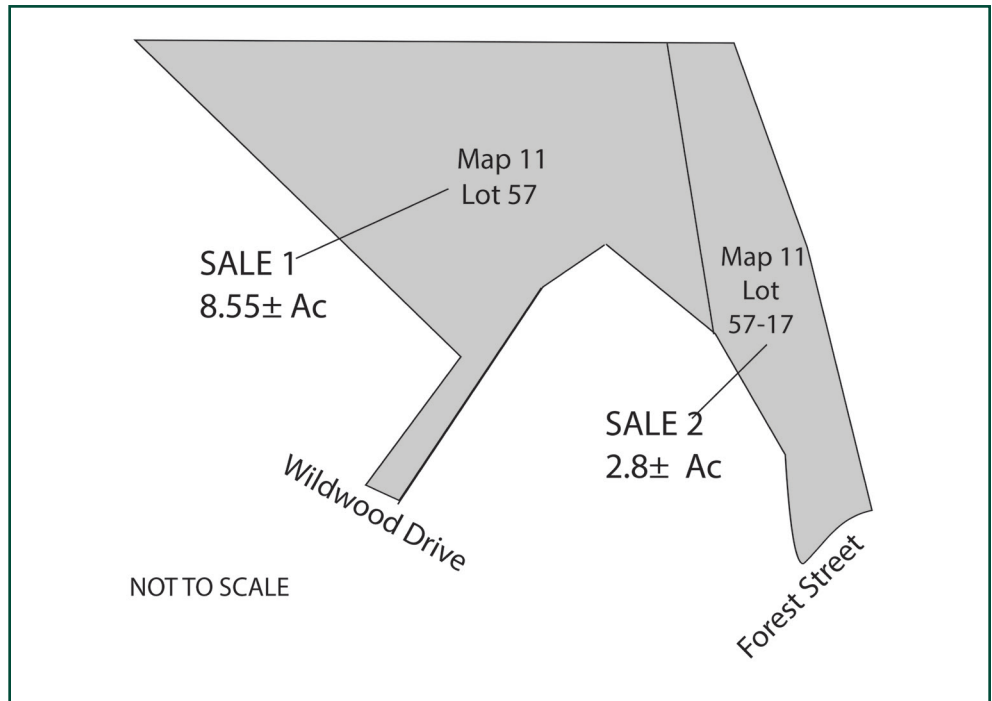 Map 11
Lot 57
SALE 1
8.55± Ac
Map 11
Lot
57-17
SALE 2
2.8± Ac
Wildwood Drive
Forest Street
NOT TO SCALE